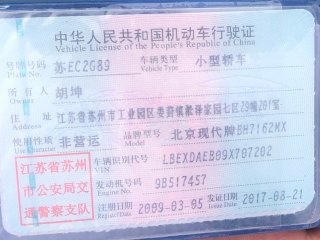 中华人民共和国机动车行驶证
Vehicle License of the People's Republic of China
号牌号码 苏EC2G89 车辆类型 小型轿车
Plate No. Vehicle Type
所有人 胡坤
Owner
住址 江苏省苏州市工业园区娄葑镇淞泽家园七区29幢207室
Address
使用性质 非营运 品牌型号 北京现代牌BH7162MX
Use Character Model
江苏省苏州
市公安局交
通警察支队
车辆识别代号 LBEXDAEB09X707202
VIN
发动机号码 9B517457
Engine No.
注册日期 2009-03-05 发证日期 2017-08-21
Register Date Issue Date